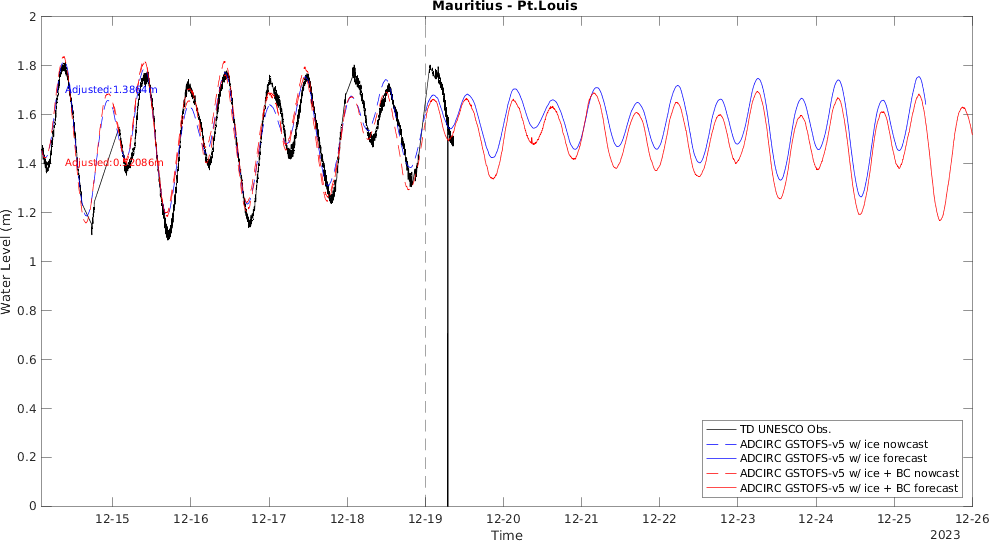 Mauritius - Pt.Louis
2
1.8
1.6
1.4
1.2
1
0.8
0.6
0.4
0.2
0
Water Level (m)
Adjusted:1.3864m
TD UNESCO Obs.
ADCIRC GSTOFS-v5 w/ ice nowcast
ADCIRC GSTOFS-v5 w/ ice forecast
ADCIRC GSTOFS-v5 w/ ice + BC nowcast
ADCIRC GSTOFS-v5 w/ ice + BC forecast
12-15 12-16 12-17 12-18 12-19 12-20 12-21 12-22 12-23 12-24 12-25 12-26
Time
2023